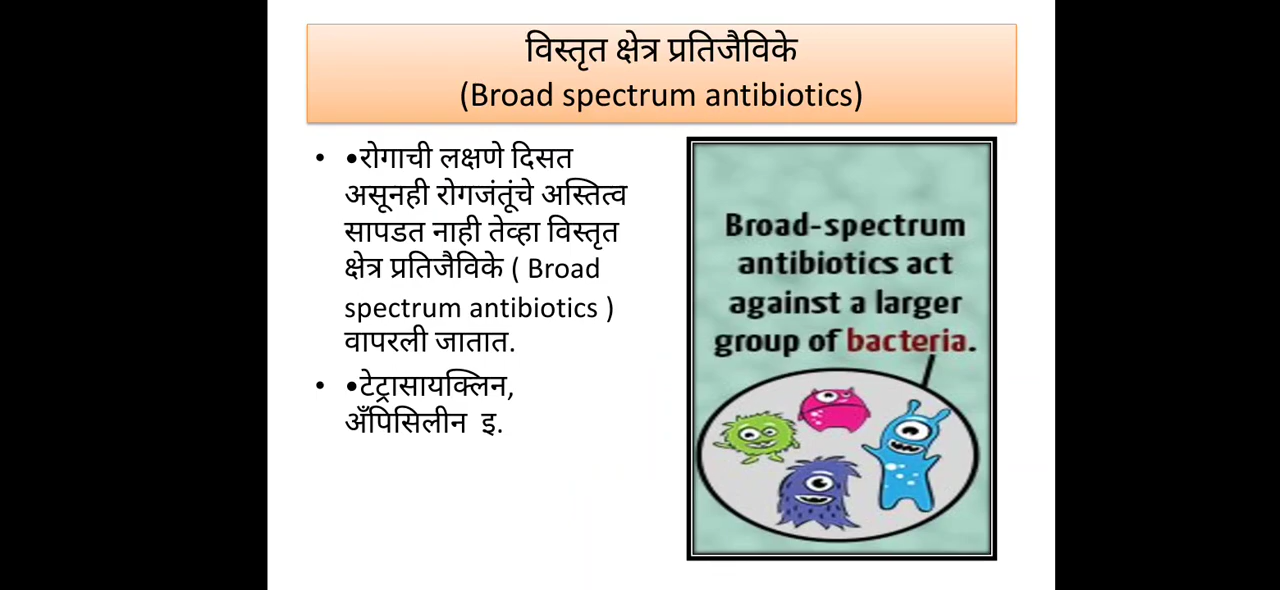 विस्तृत क्षेत्र प्रतिजैविके
(Broad spectrum antibiotics)
• •रोगाची लक्षणे दिसत
असूनही रोगजंतूंचे अस्तित्व
सापडत नाही तेव्हा विस्तृत
क्षेत्र प्रतिजैविके ( Broad
spectrum antibiotics )
वापरली जातात.
• •टेट्रासायक्लिन,
अँपिसिलीन इ.
Broad-spectrum
antibiotics act
against a larger
group of bacteria.